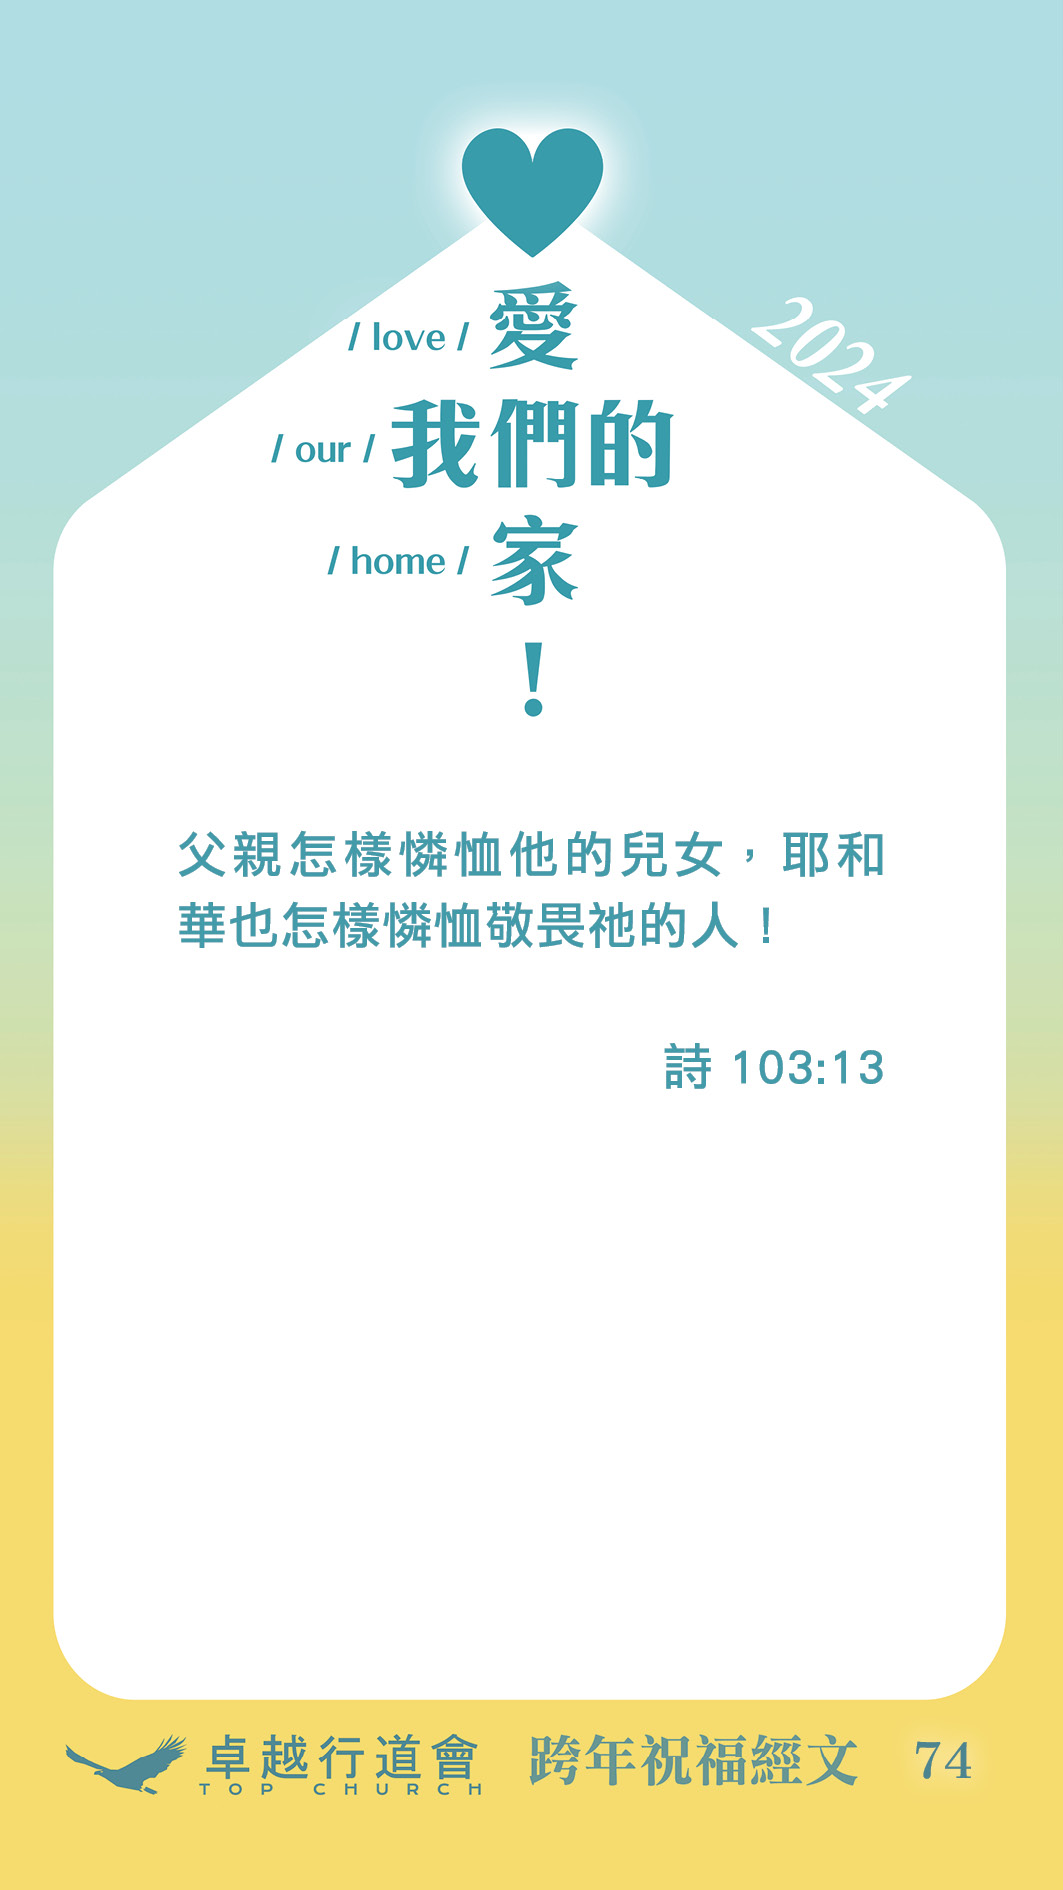 2024
/ love / 愛
/ our / 我們的
/ home / 家
！
父親怎樣憐恤他的兒女，耶和
華也怎樣憐恤敬畏祂的人！
詩 103:13
卓越行道會
TOP CHURCH
跨年祝福經文 74